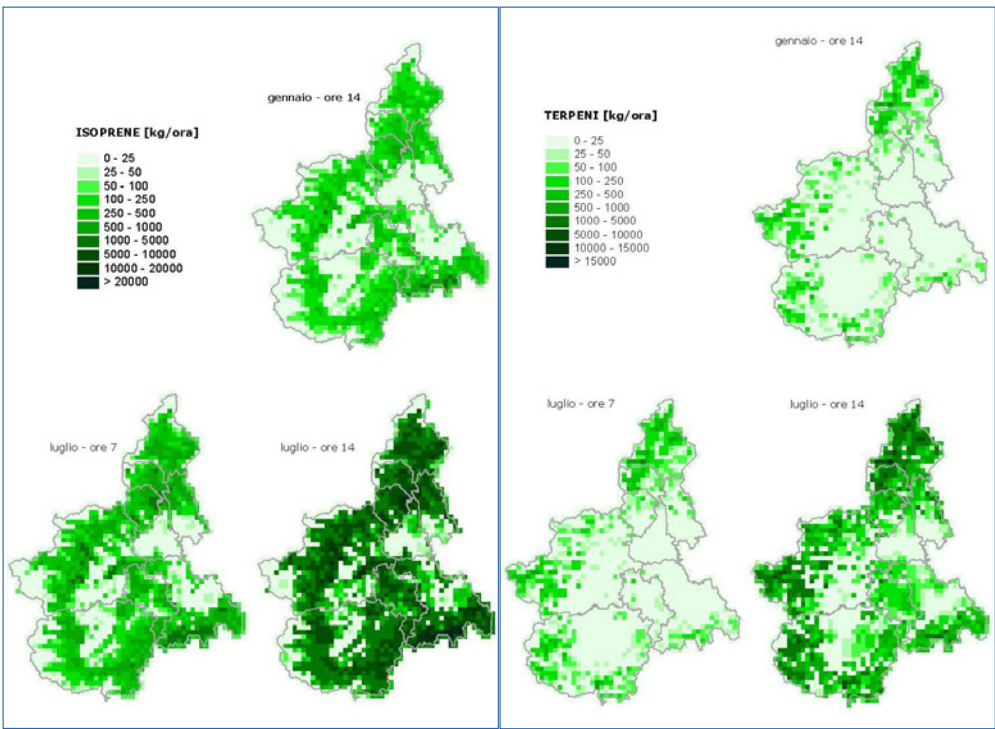 gennaio - ore 14
ISOPRENE [kg/ora]
0 - 25
25 - 50
50 - 100
100 - 250
250 - 500
500 - 1000
1000 - 5000
5000 - 10000
10000 - 20000
> 20000
luglio - ore 7
luglio - ore 14
gennaio - ore 14
TERPENI [kg/ora]
0 - 25
25 - 50
50 - 100
100 - 250
250 - 500
500 - 1000
1000 - 5000
5000 - 10000
10000 - 15000
> 15000
luglio - ore 7
luglio - ore 14